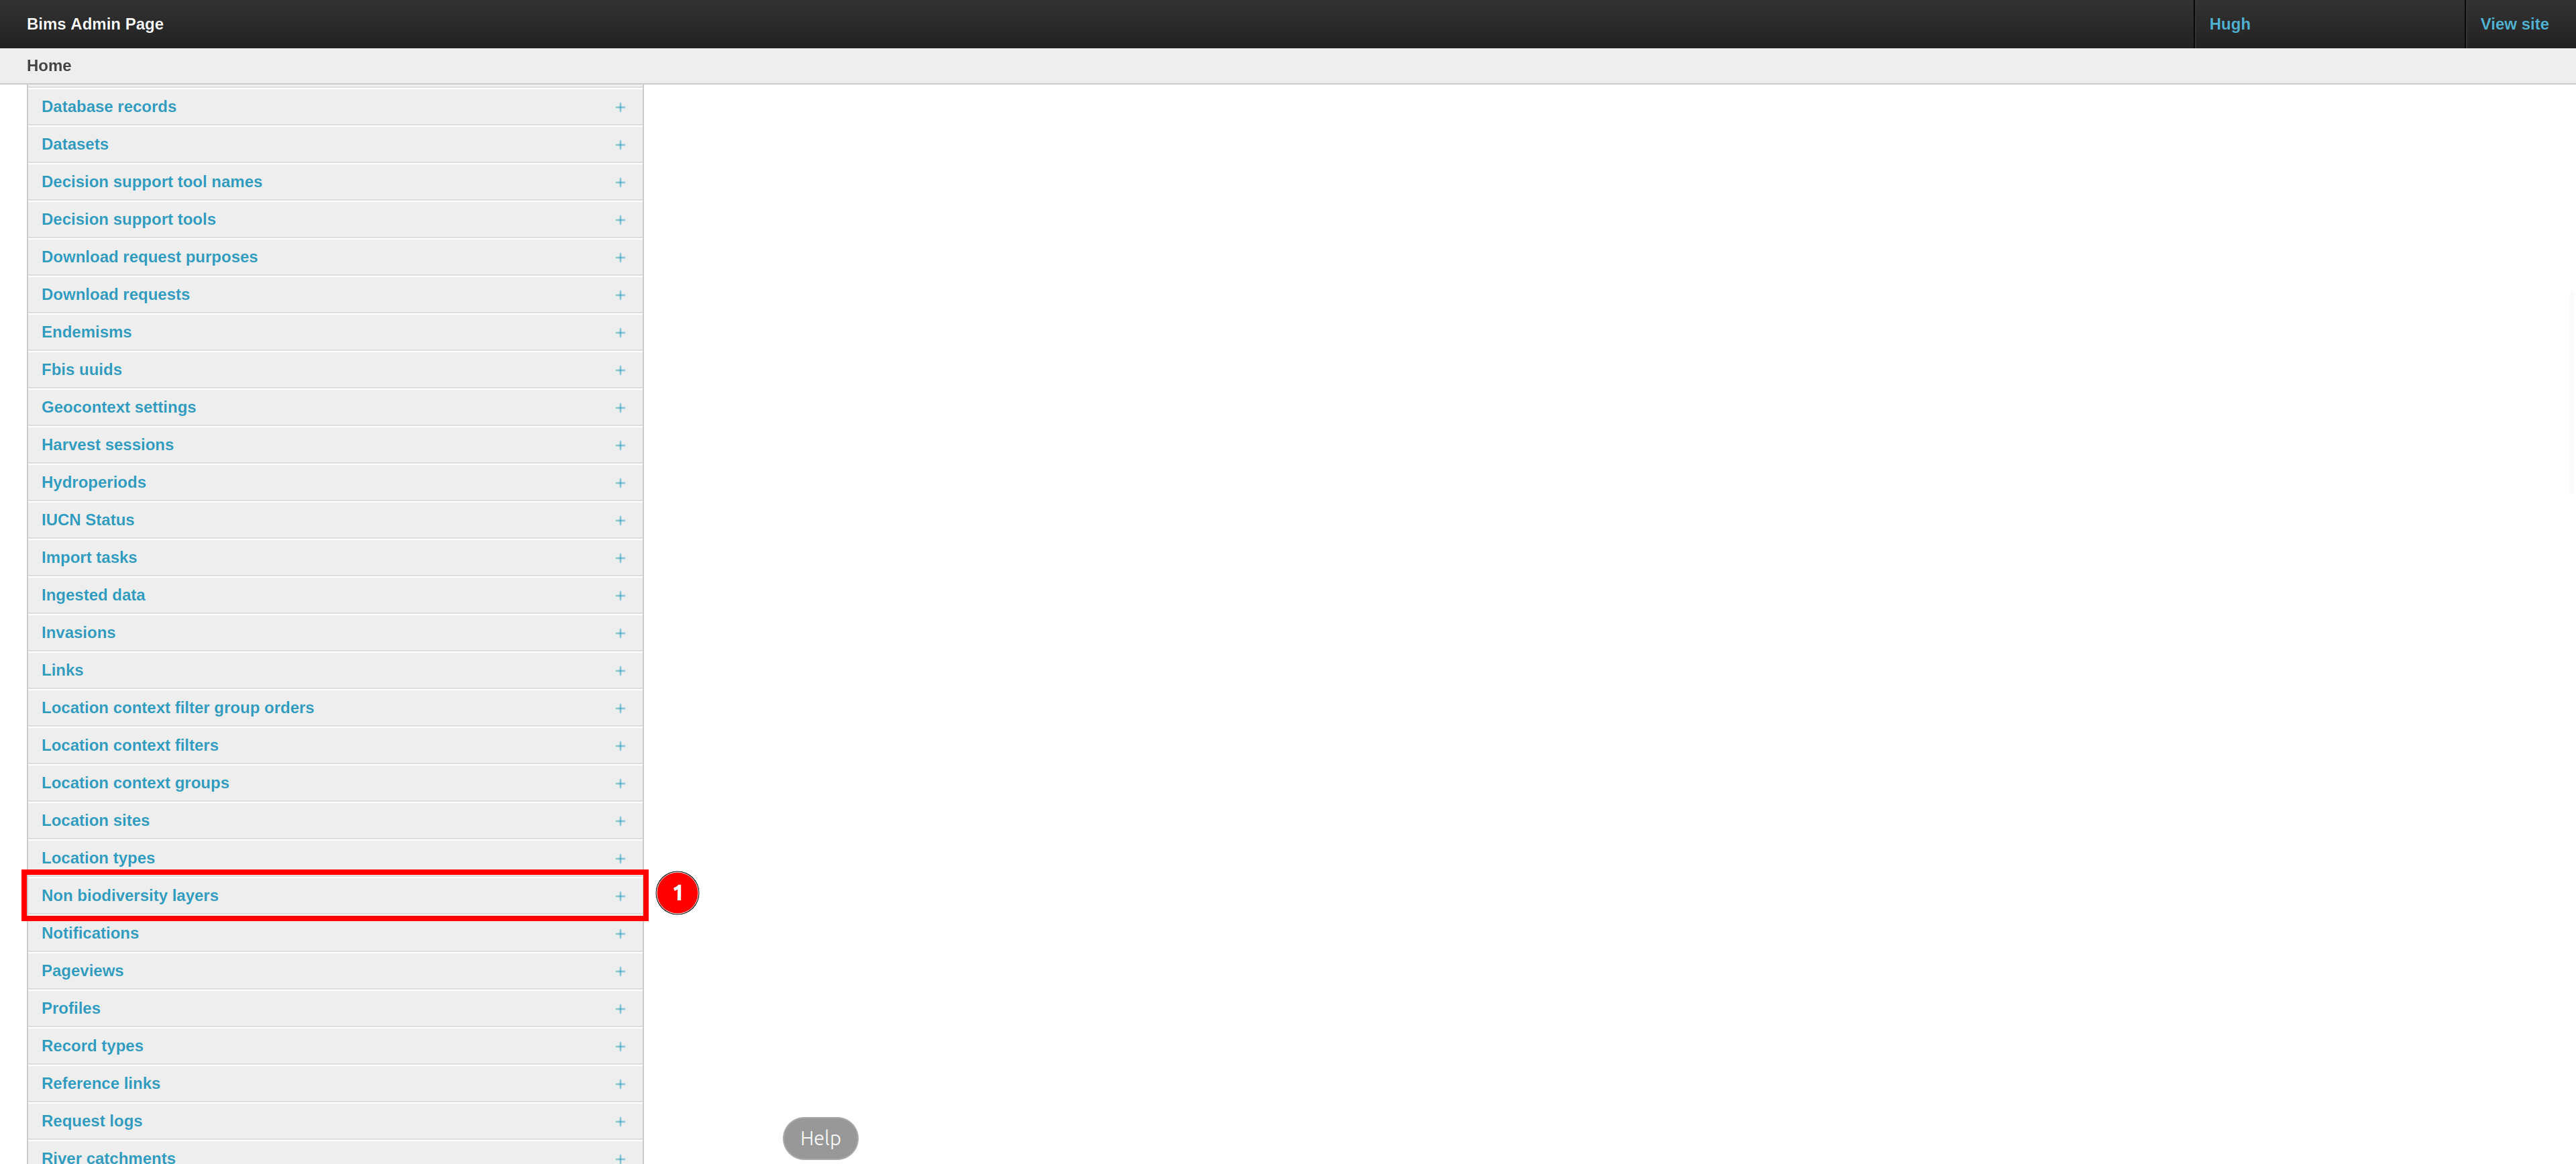 Bims Admin Page
Hugh
View site
Home
Database records
Datasets
Decision support tool names
Decision support tools
Download request purposes
Download requests
Endemisms
Fbis uuids
Geocontext settings
Harvest sessions
Hydroperiods
IUCN Status
Import tasks
Ingested data
Invasions
Links
Location context filter group orders
Location context filters
Location context groups
Location sites
Location types
Non biodiversity layers
1
Notifications
Pageviews
Profiles
Record types
Reference links
Request logs
Help
River catchments